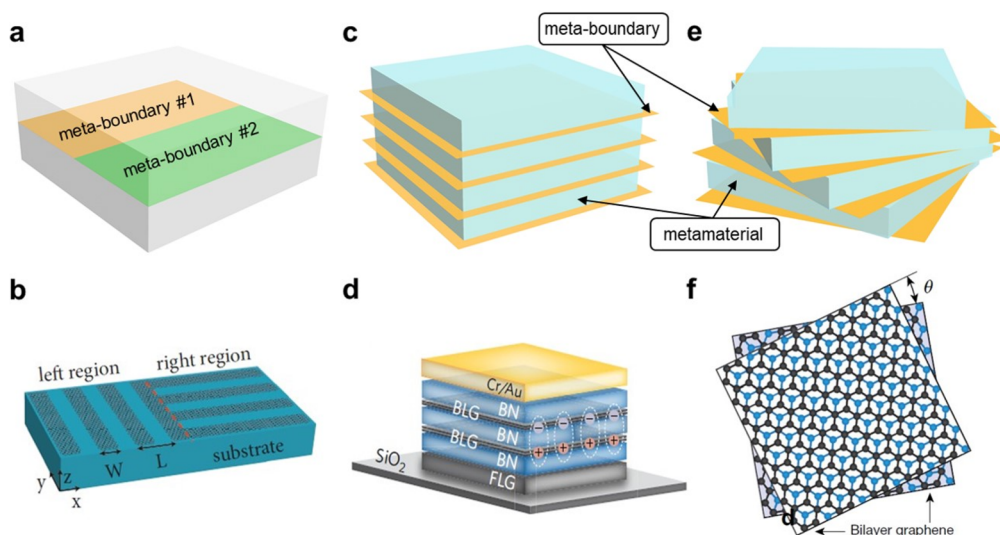 a
meta-boundary #1
meta-boundary #2
c
meta-boundary
e
metamaterial
b
left region
right region
W
L
substrate
y
z
x
d
Cr/Au
BLG
BN
BLG
BN
BN
SiO₂
FLG
−
−
−
−
+
+
+
+
f
θ
d
Bilayer graphene